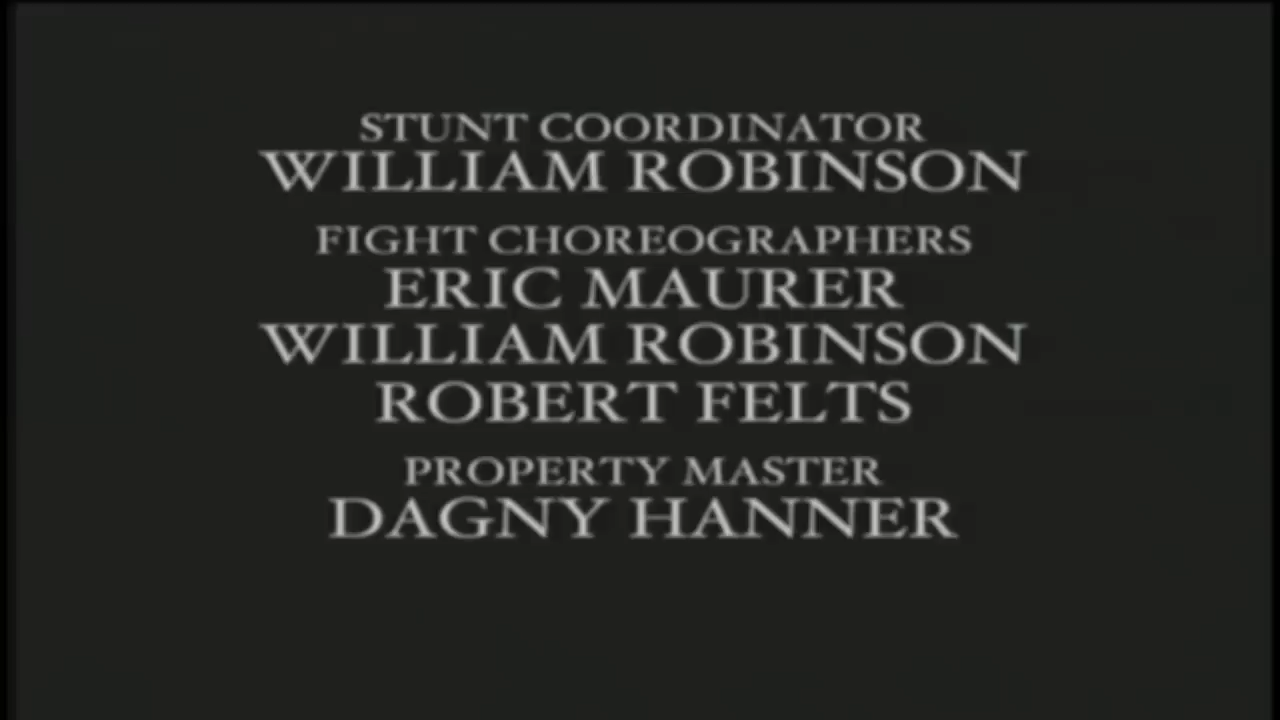 STUNT COORDINATOR
WILLIAM ROBINSON
FIGHT CHOREOGRAPHERS
ERIC MAURER
WILLIAM ROBINSON
ROBERT FELTS
PROPERTY MASTER
DAGNY HANNER